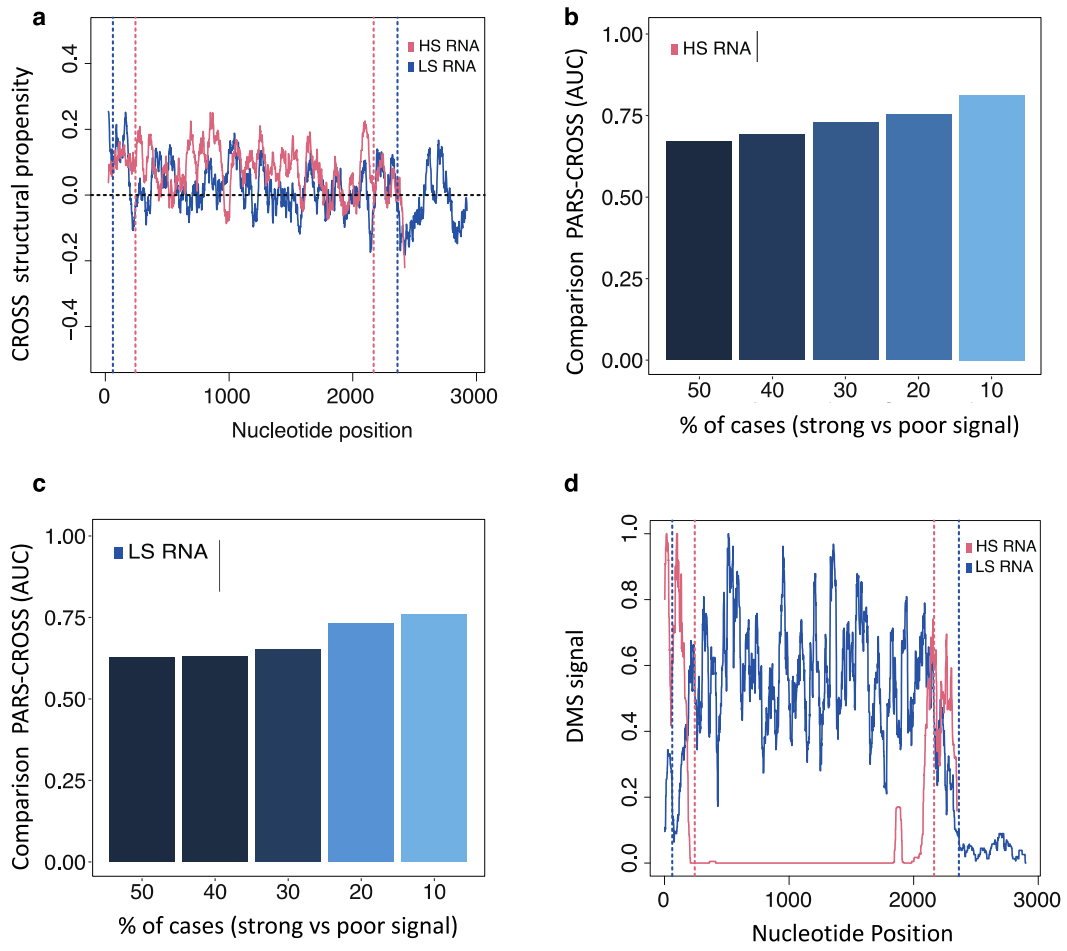 a
CROSS structural propensity
0.4
0.2
0.0
−0.2
−0.4
HS RNA
LS RNA
0
1000
2000
3000
Nucleotide position
b
Comparison PARS-CROSS (AUC)
1.00
0.75
0.50
0.25
0.00
HS RNA
50
40
30
20
10
% of cases (strong vs poor signal)
c
Comparison PARS-CROSS (AUC)
1.00
0.75
0.50
0.25
0.00
LS RNA
50
40
30
20
10
% of cases (strong vs poor signal)
d
DMS signal
1.0
0.8
0.6
0.4
0.2
0.0
HS RNA
LS RNA
0
1000
2000
3000
Nucleotide Position